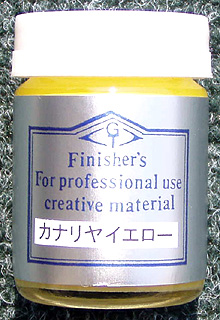 G
Finisher's
For professional use
creative material
カナリヤイエロー